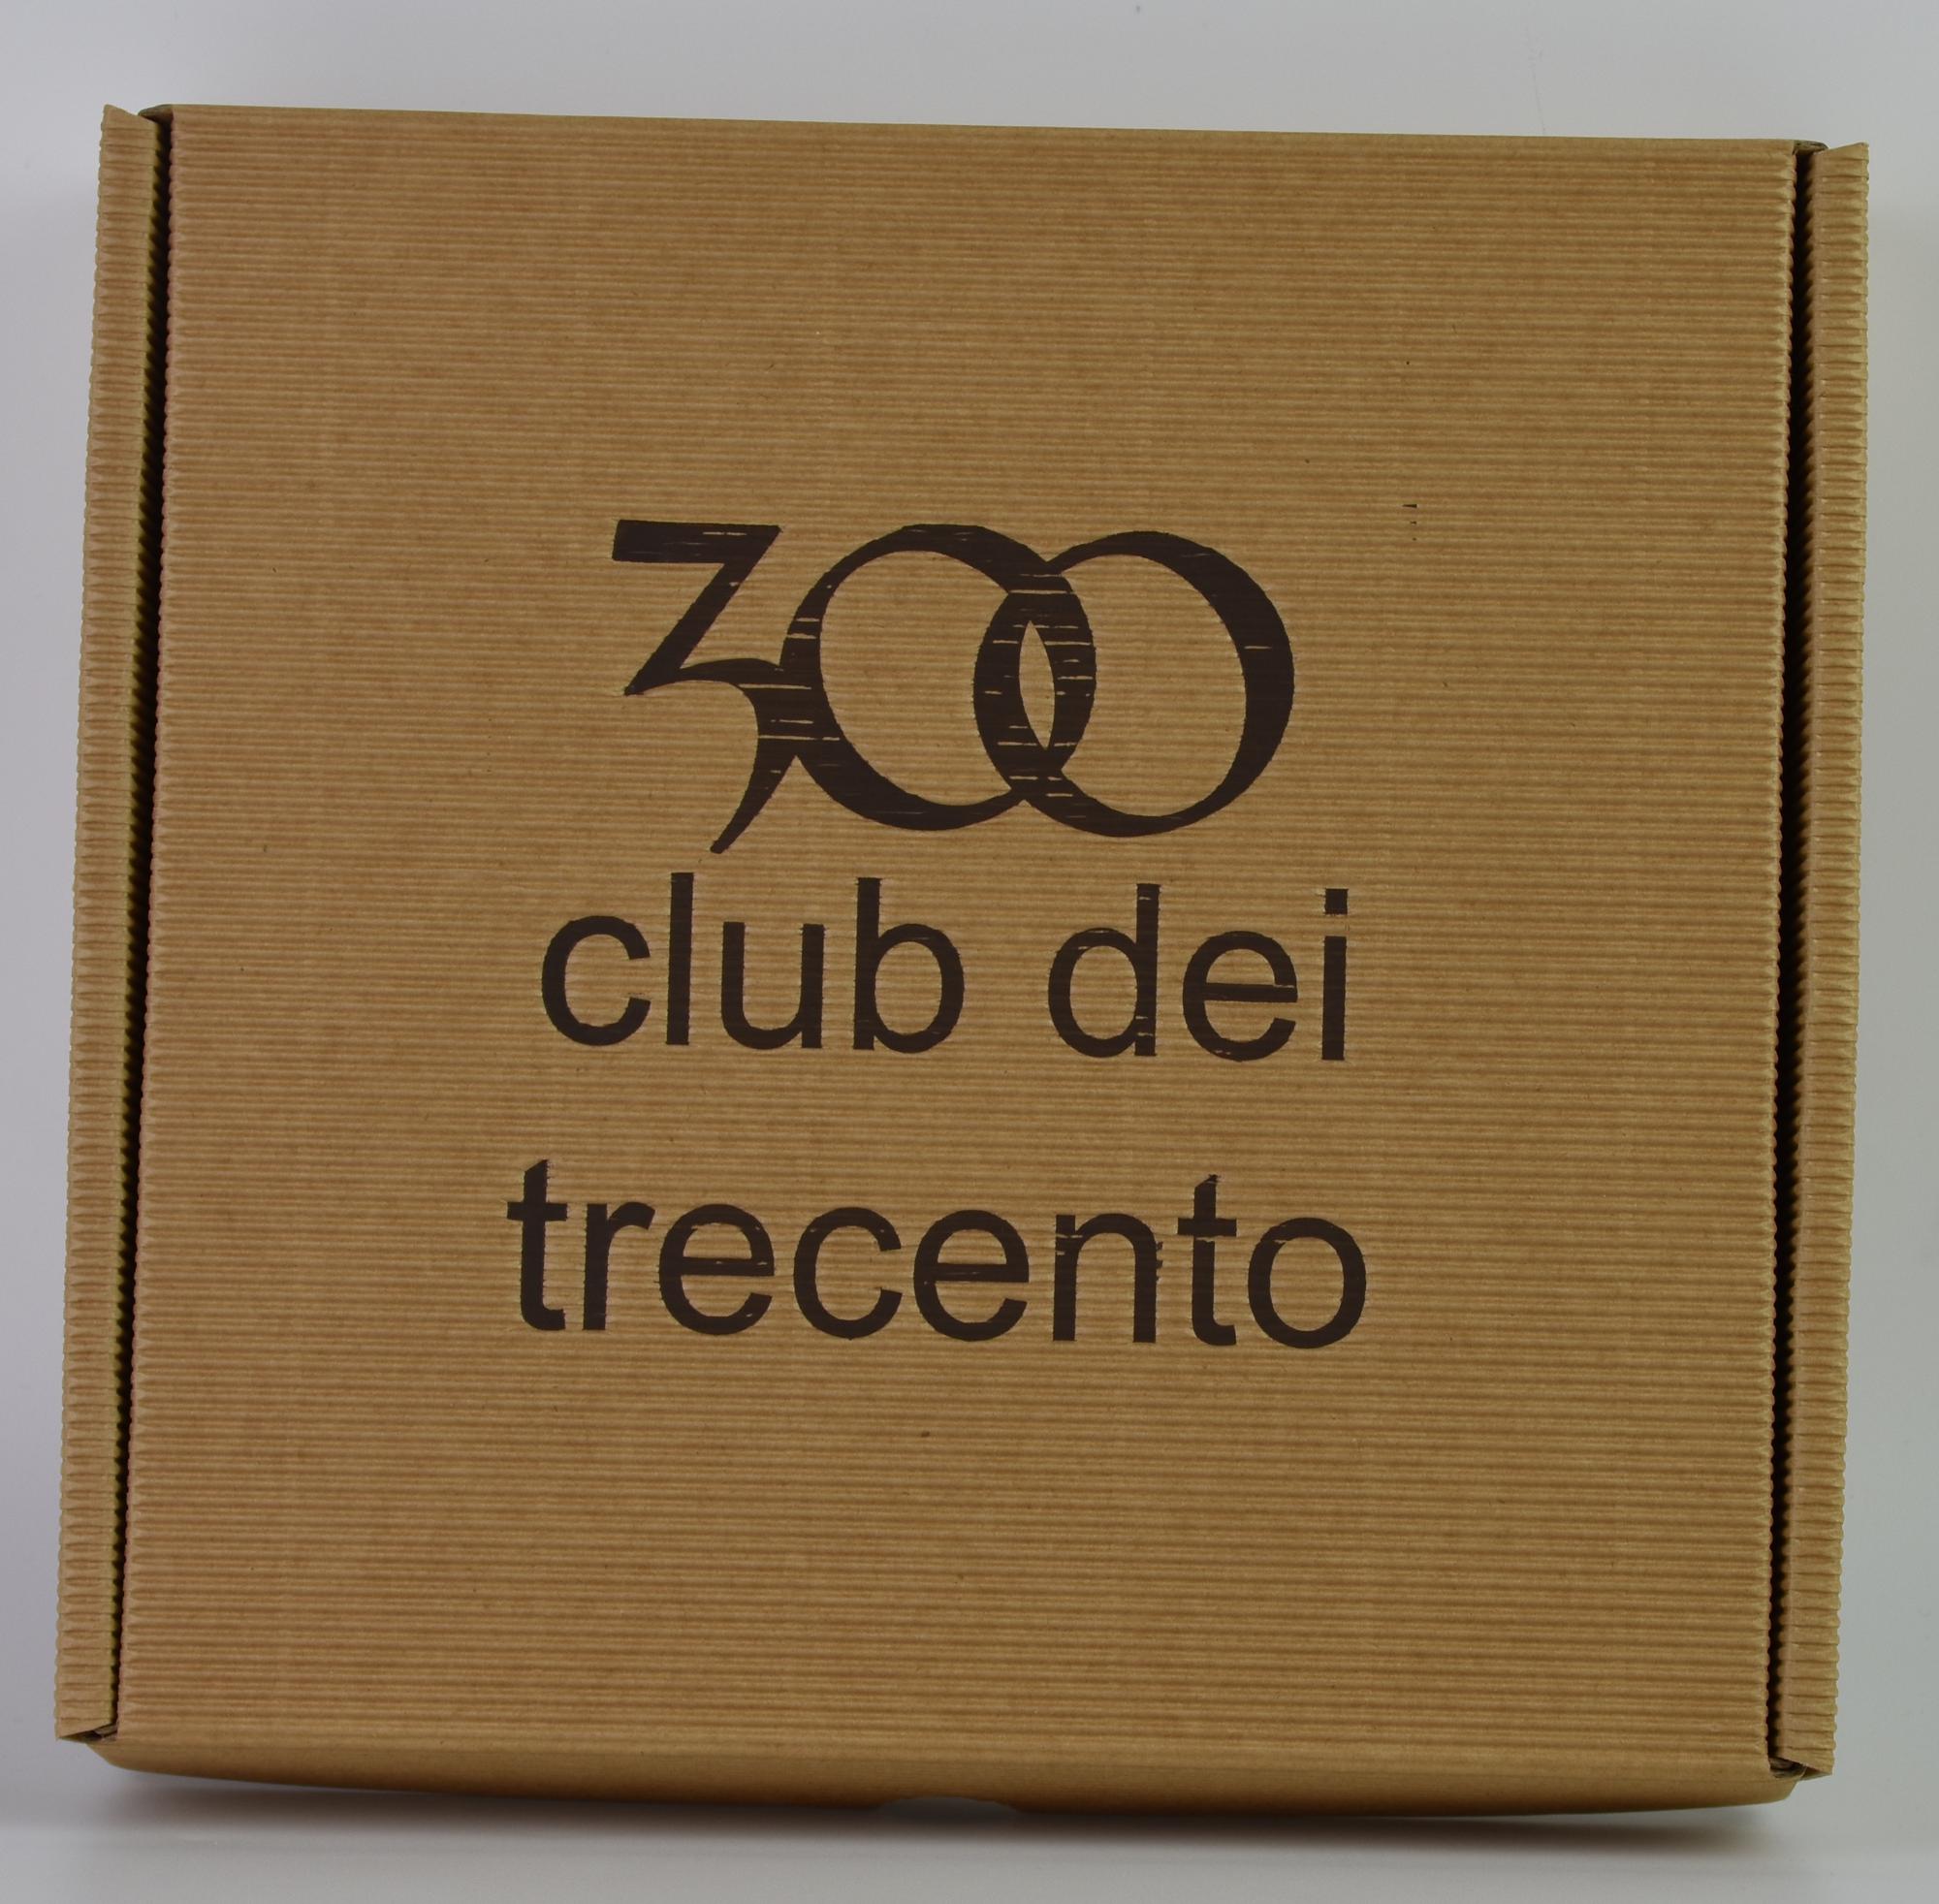 300
club dei
trecento